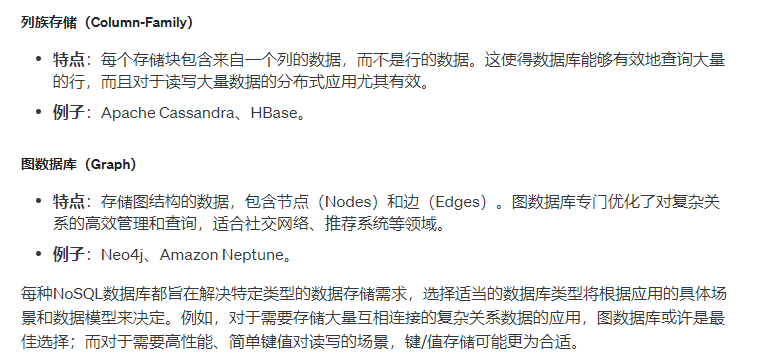 列族存储（Column-Family）
• 特点：每个存储块包含来自一个列的数据，而不是行的数据。这使得数据库能够有效地查询大量
的行，而且对于读写大量数据的分布式应用尤其有效。
• 例子：Apache Cassandra、HBase。
图数据库（Graph）
• 特点：存储图结构的数据，包含节点（Nodes）和边（Edges）。图数据库专门优化了对复杂关
系的高效管理和查询，适合社交网络、推荐系统等领域。
• 例子：Neo4j、Amazon Neptune。
每种NoSQL数据库都旨在解决特定类型的数据存储需求，选择适当的数据库类型将根据应用的具体场
景和数据模型来决定。例如，对于需要存储大量互相连接的复杂关系数据的应用，图数据库或许是最
佳选择；而对于需要高性能、简单键值对读写的场景，键/值存储可能更为合适。